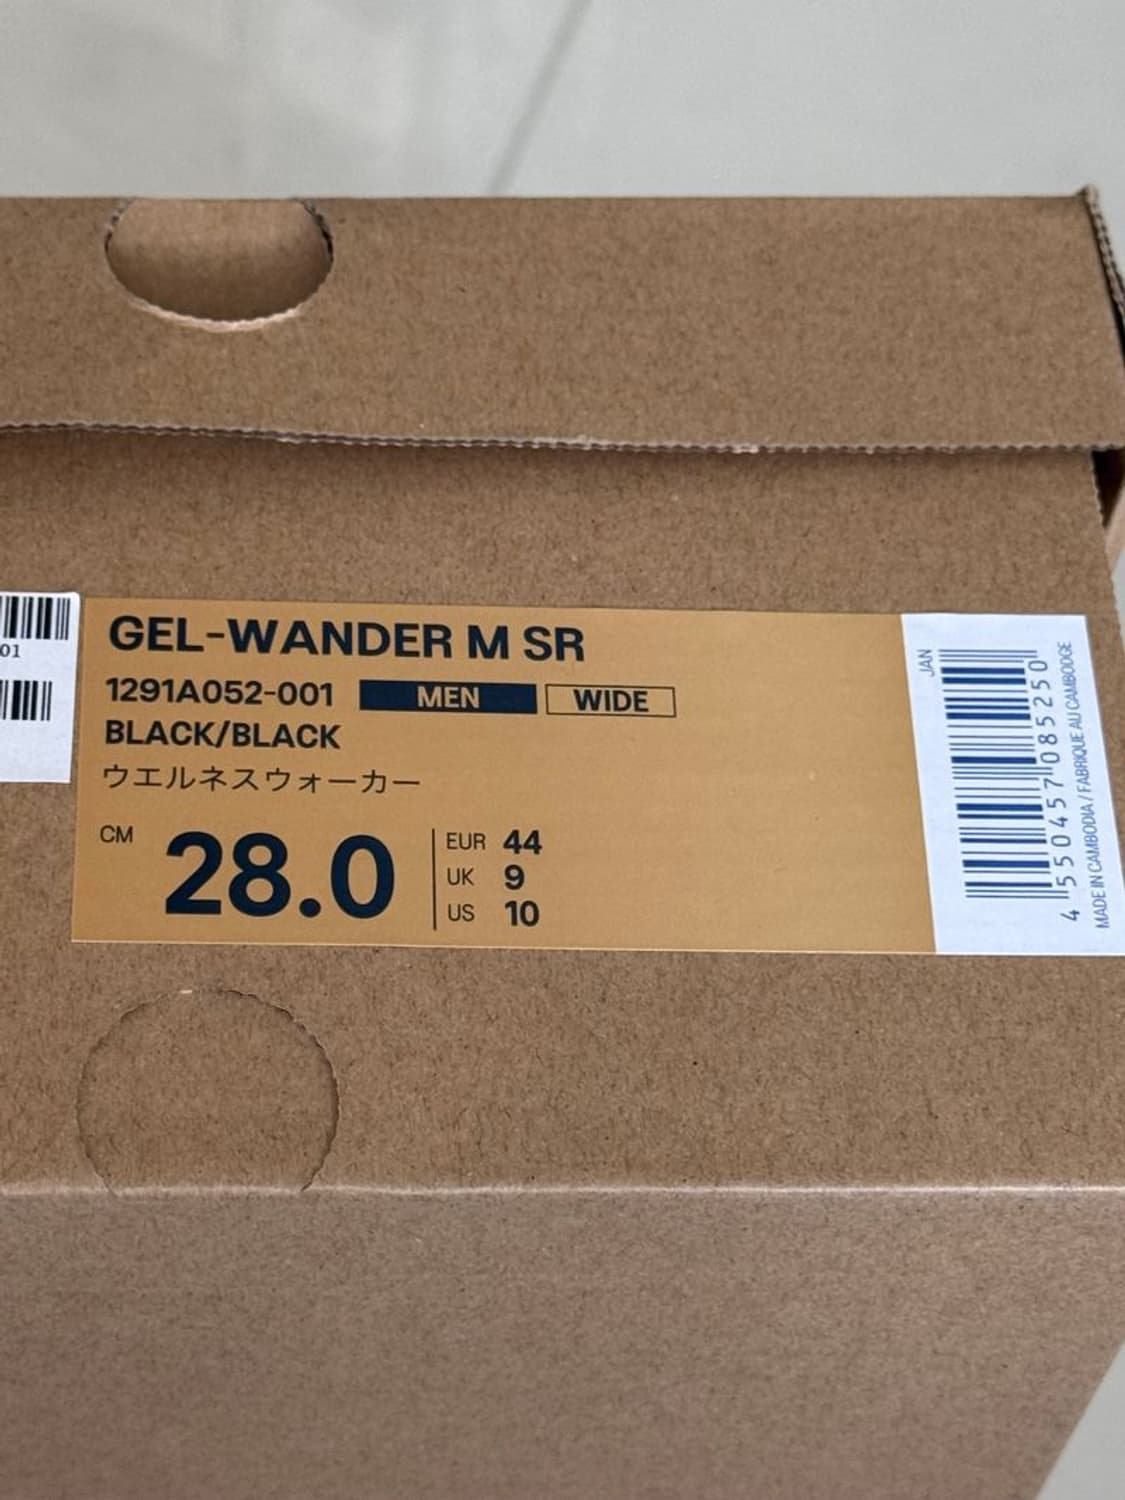 01
GEL-WANDER M SR
1291A052-001 MEN WIDE
BLACK/BLACK
ウエルネスウォーカー
CM 28.0
EUR 44
UK 9
US 10
JAN
4 550457 085250
MADE IN CAMBODIA / FABRIQUE AU CAMBODGE